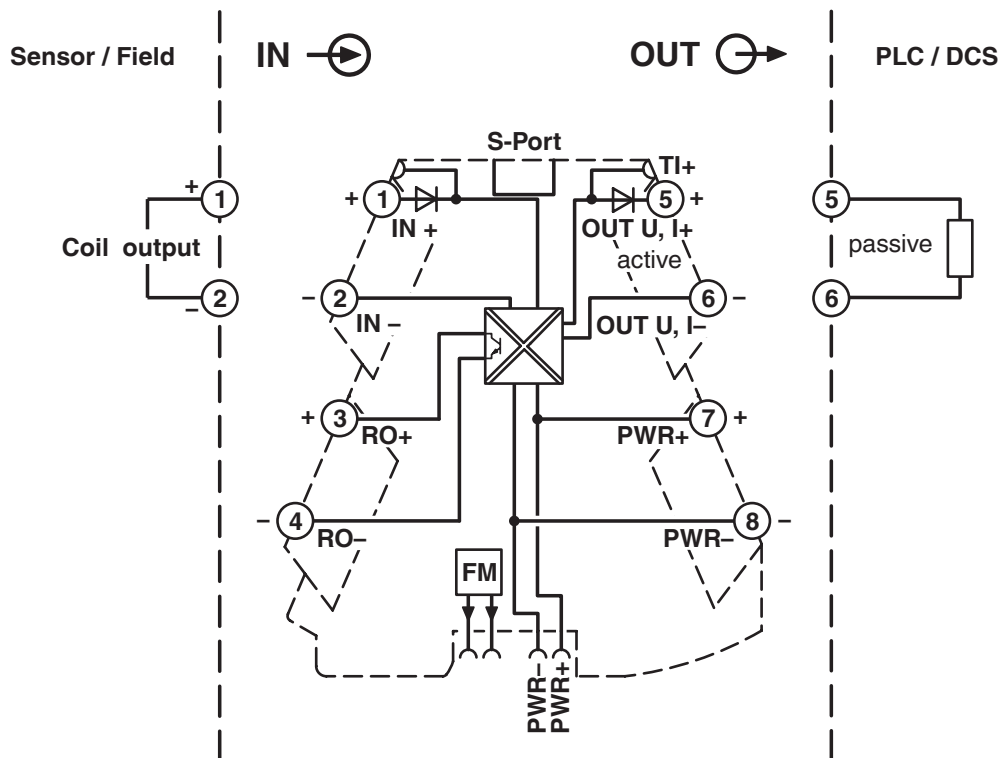 Sensor / Field
IN
OUT
PLC / DCS
S-Port
TI+
+
1
2
–
Coil output
+
1
IN +
–
2
IN –
+
3
RO+
–
4
RO–
5
+
OUT U, I+
active
6
–
OUT U, I–
7
+
PWR+
8
–
PWR–
FM
PWR–
PWR+
5
passive
6